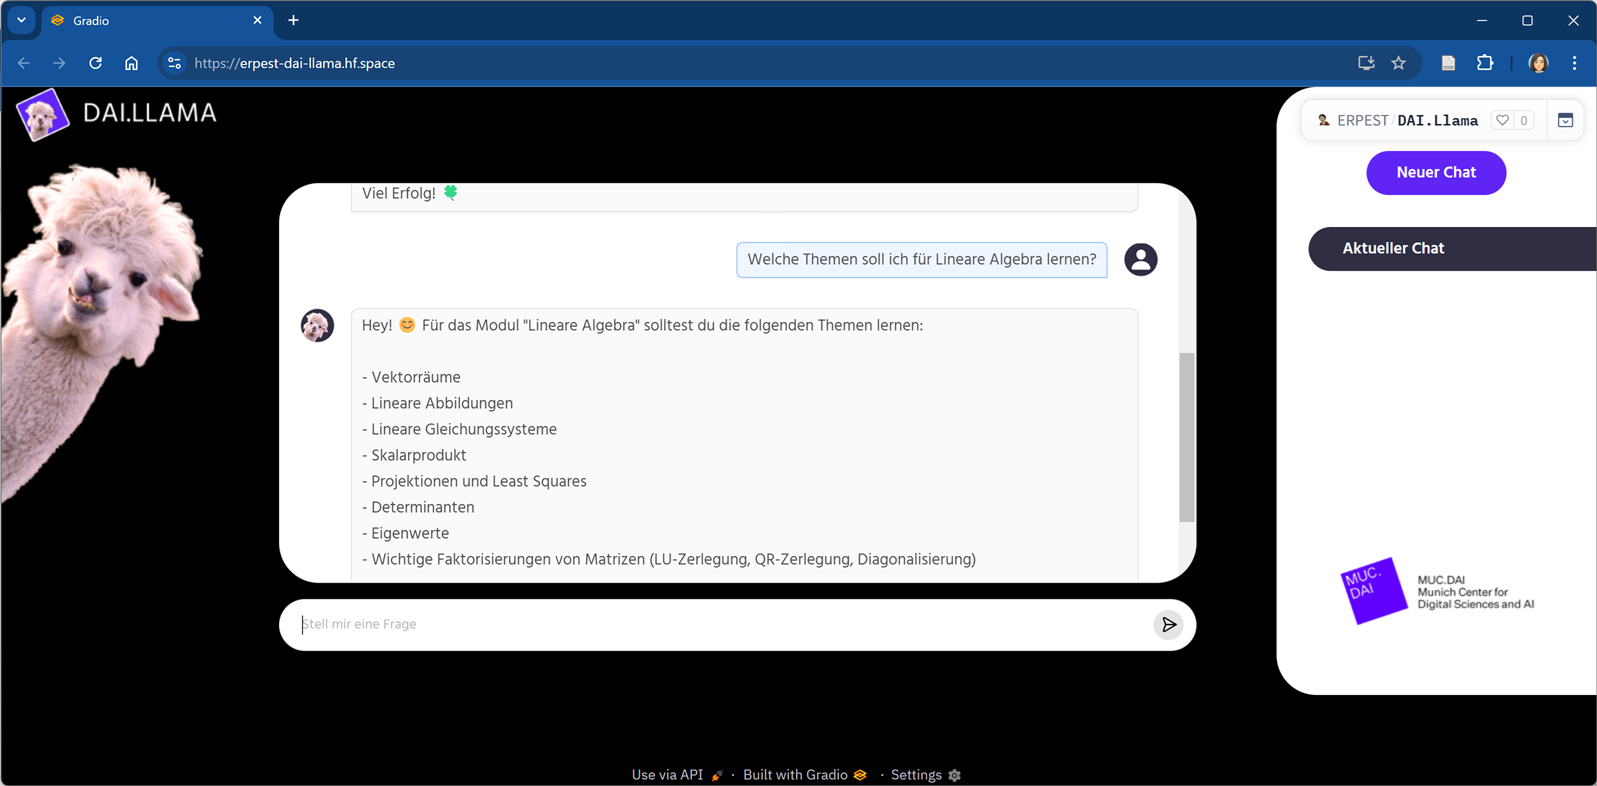 Gradio
https://erpest-dai-llama.hf.space
DAI.LLAMA
ERPEST/DAI.Llama
0
Neuer Chat
Aktueller Chat
Viel Erfolg! 🍀
Welche Themen soll ich für Lineare Algebra lernen?
Hey! 😊 Für das Modul "Lineare Algebra" solltest du die folgenden Themen lernen:
- Vektorräume
- Lineare Abbildungen
- Lineare Gleichungssysteme
- Skalarprodukt
- Projektionen und Least Squares
- Determinanten
- Eigenwerte
- Wichtige Faktorisierungen von Matrizen (LU-Zerlegung, QR-Zerlegung, Diagonalisierung)
Stell mir eine Frage
MUC.
DAI
MUC.DAI
Munich Center for
Digital Sciences and AI
Use via API · Built with Gradio · Settings